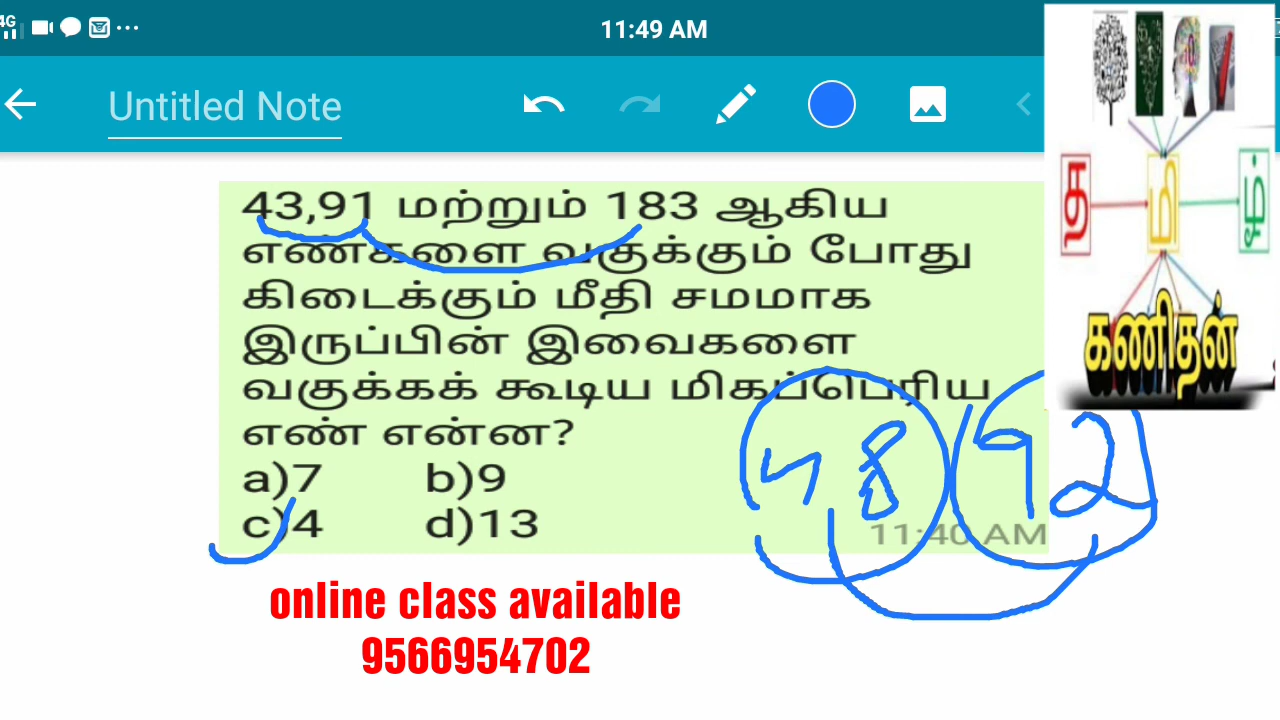 4G
11:49 AM
Untitled Note
43,91 மற்றும் 183 ஆகிய
எண்களை வகுக்கும் போது
கிடைக்கும் மீதி சமமாக
இருப்பின் இவைகளை
வகுக்கக் கூடிய மிகப்பெரிய
எண் என்ன?
a)7 b)9
c)4 d)13
48 92
11:40 AM
த மி ழ்
கணிதன்
online class available
9566954702